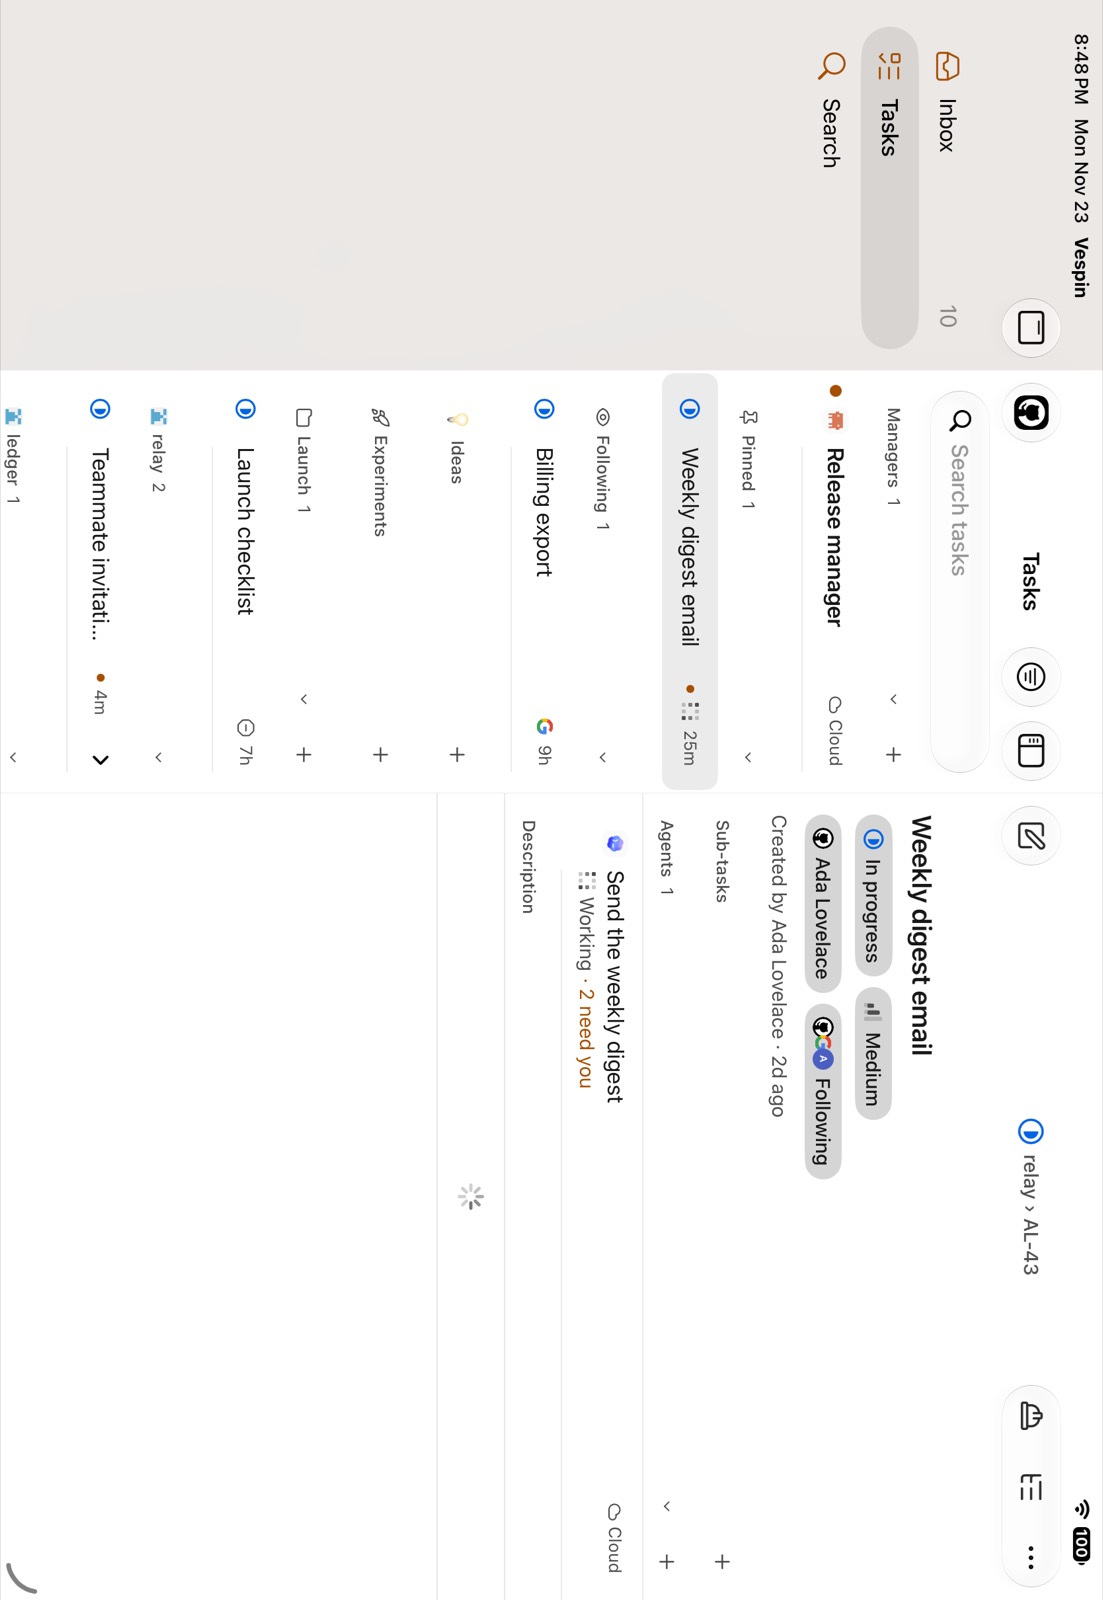 8:48 PM Mon Nov 23 Vespin
100
Inbox 10
Tasks
Search
Tasks
Search tasks
Managers 1
Release manager Cloud
Pinned 1
Weekly digest email 25m
Following 1
Billing export 9h
Ideas
Experiments
Launch 1
Launch checklist 7h
relay 2
Teammate invitati... 4m
ledger 1
relay › AL-43
Weekly digest email
In progress Medium
Ada Lovelace A Following
Created by Ada Lovelace · 2d ago
Sub-tasks
Agents 1
Send the weekly digest Cloud
Working · 2 need you
Description